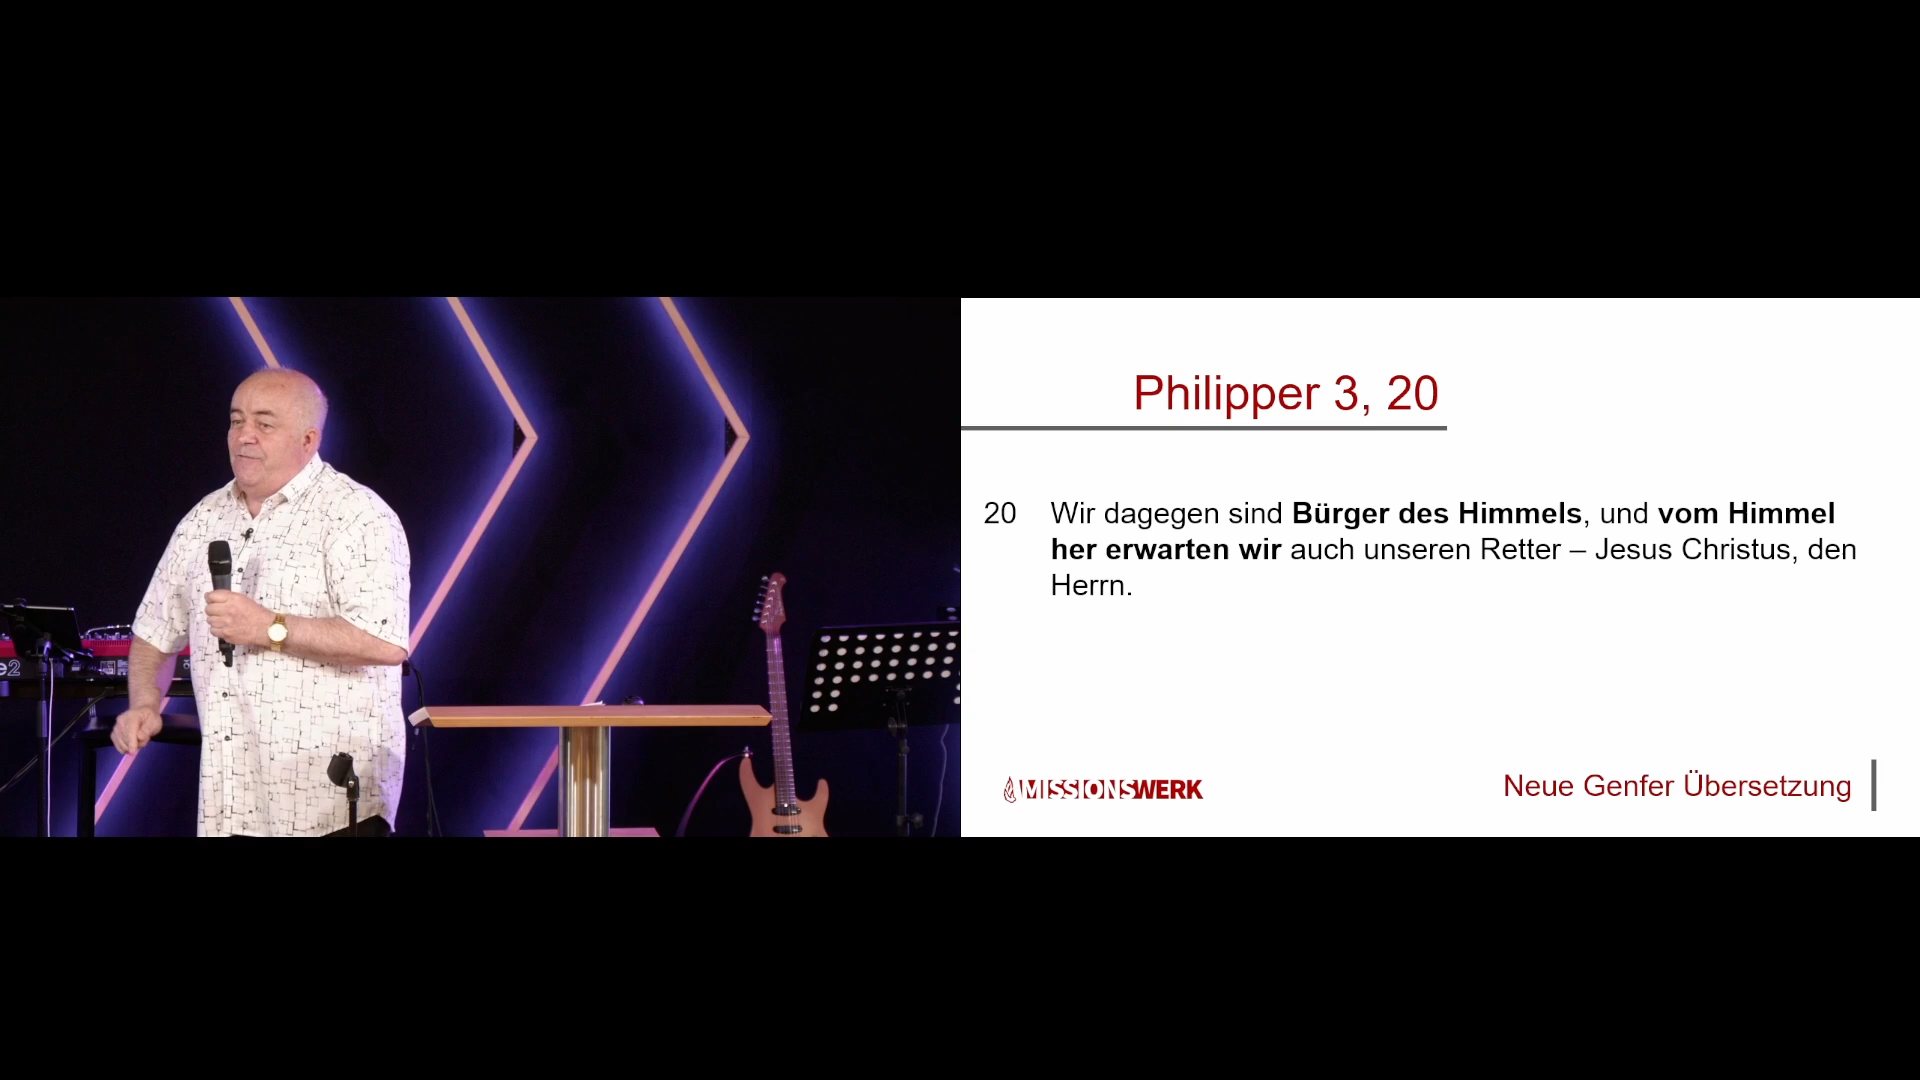 Philipper 3, 20
20 Wir dagegen sind Bürger des Himmels, und vom Himmel
her erwarten wir auch unseren Retter – Jesus Christus, den
Herrn.
MISSIONSWERK
Neue Genfer Übersetzung
e2